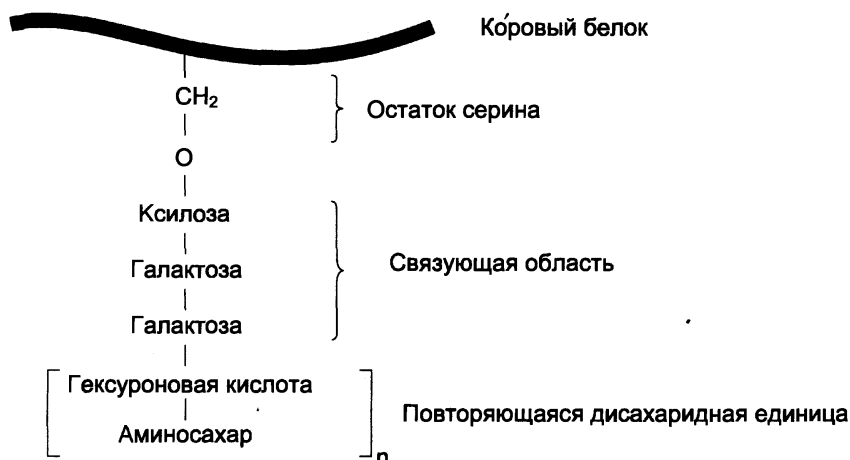 Ко́ровый белок
CH₂
Остаток серина
O
Ксилоза
Галактоза
Связующая область
Галактоза
Гексуроновая кислота
Повторяющаяся дисахаридная единица
Аминосахар
n